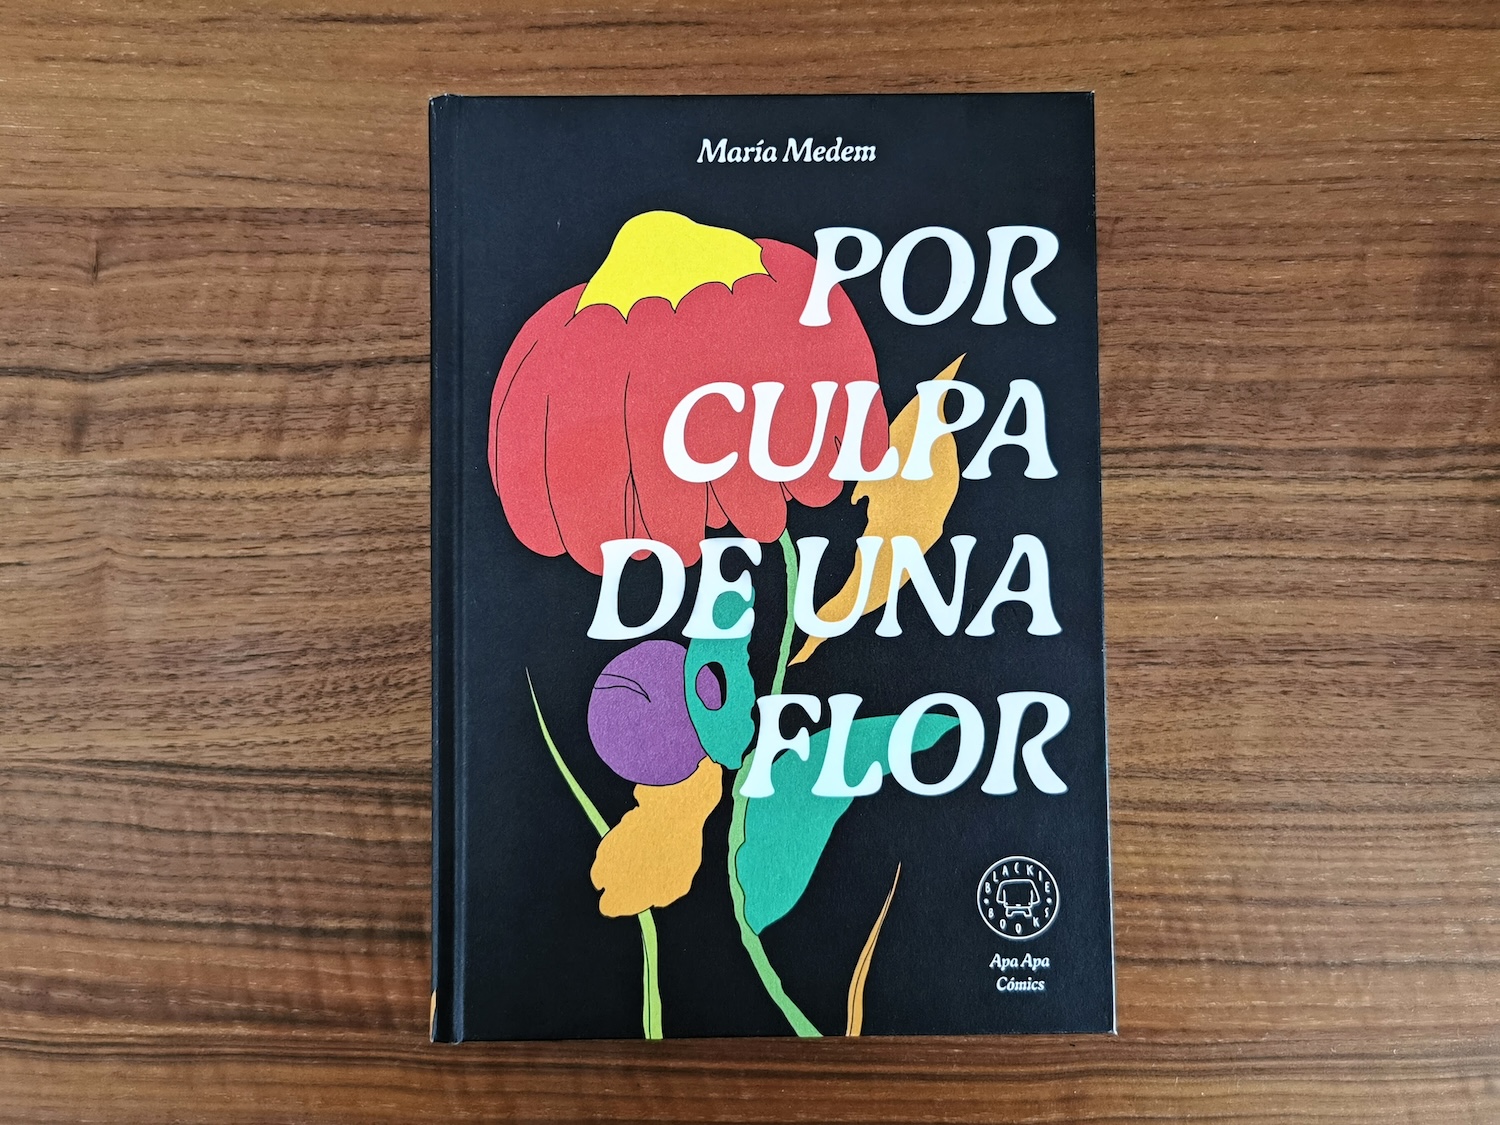 María Medem
POR
CULPA
DE UNA
FLOR
BLACKIE
BOOKS
Apa Apa
Cómics